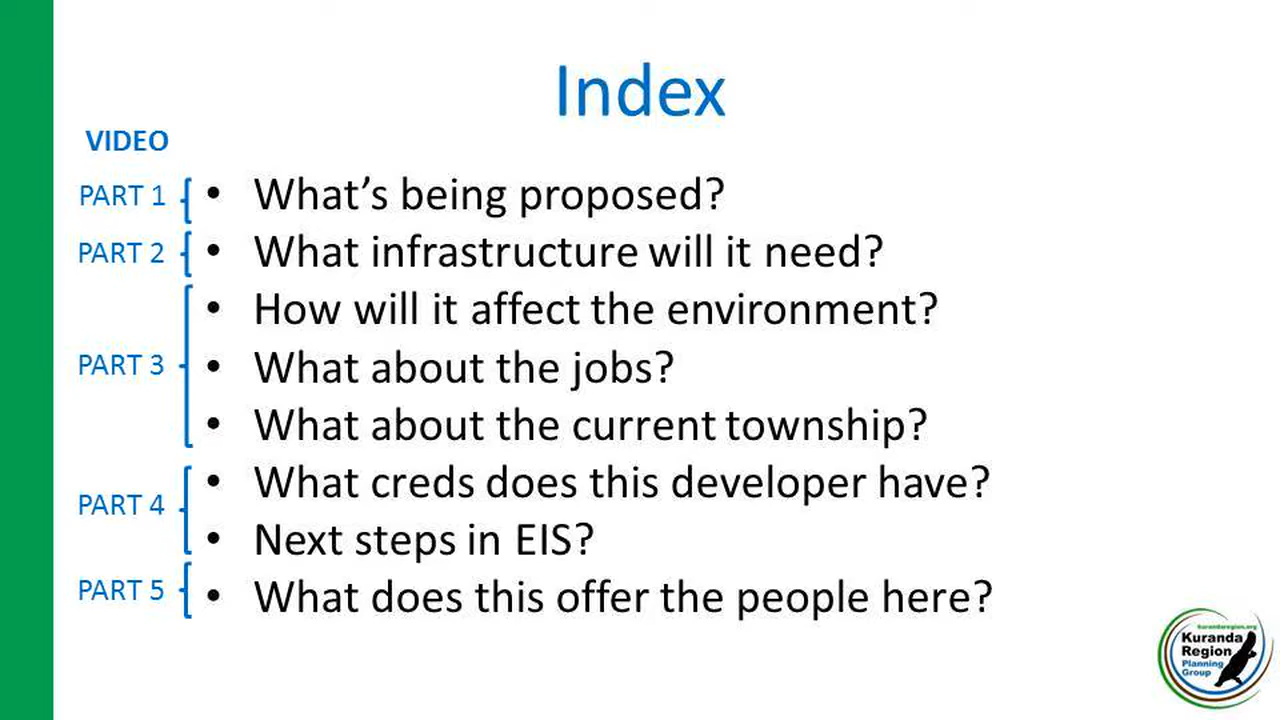 Index
VIDEO
PART 1
• What’s being proposed?
PART 2
• What infrastructure will it need?
• How will it affect the environment?
PART 3
• What about the jobs?
• What about the current township?
• What creds does this developer have?
PART 4
• Next steps in EIS?
PART 5
• What does this offer the people here?
kurandaregion.org
Kuranda
Region
Planning
Group